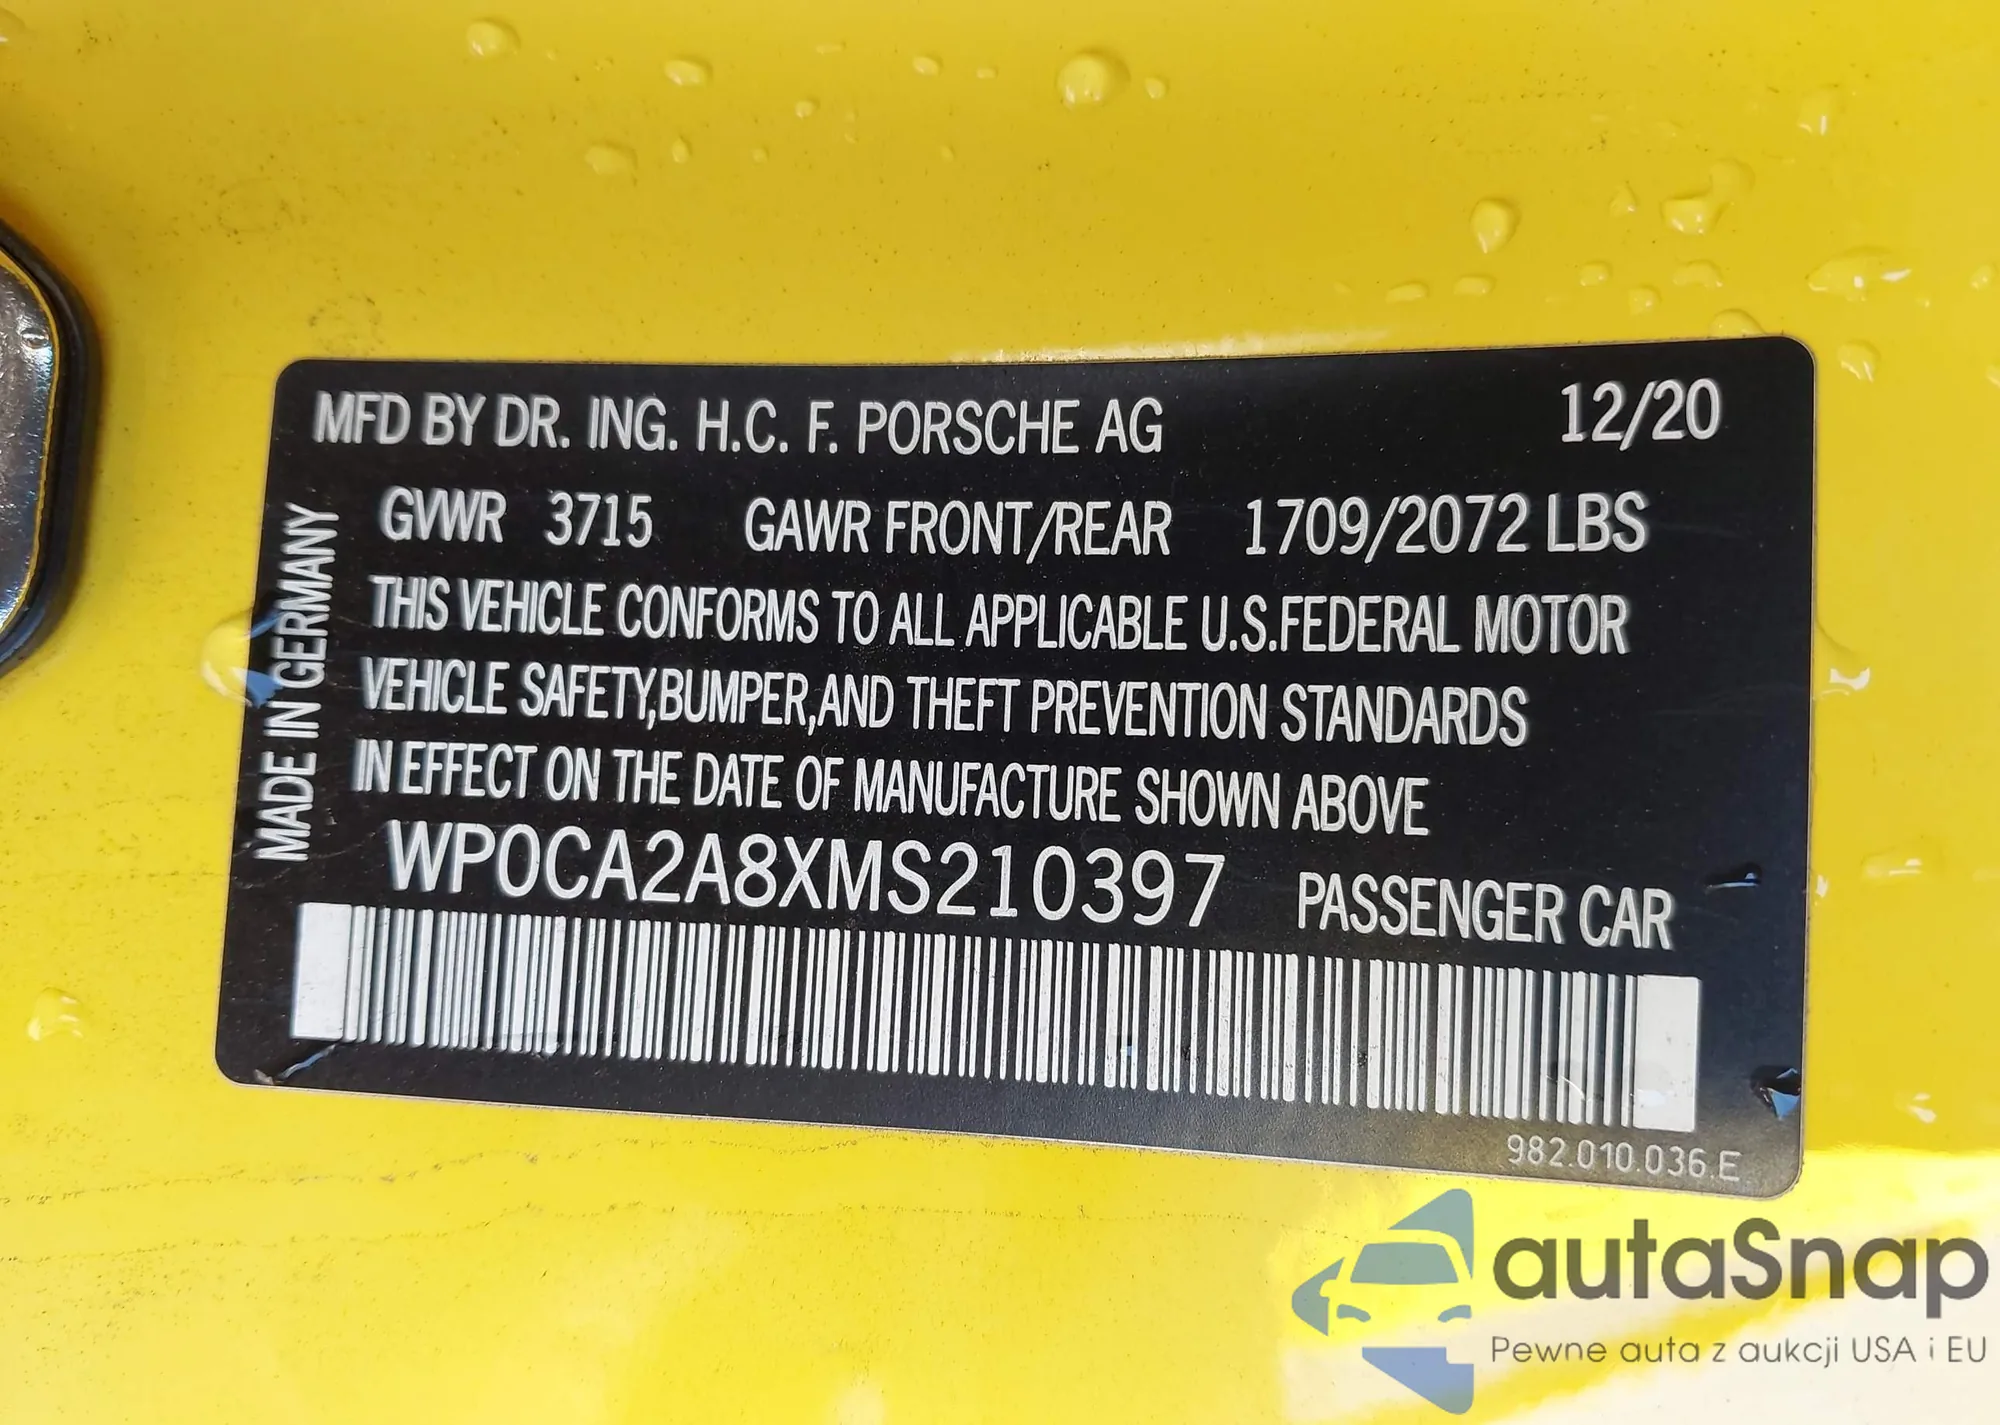 MFD BY DR. ING. H.C. F. PORSCHE AG 12/20
GVWR 3715 GAWR FRONT/REAR 1709/2072 LBS
THIS VEHICLE CONFORMS TO ALL APPLICABLE U.S.FEDERAL MOTOR
VEHICLE SAFETY,BUMPER,AND THEFT PREVENTION STANDARDS
IN EFFECT ON THE DATE OF MANUFACTURE SHOWN ABOVE
WP0CA2A8XMS210397 PASSENGER CAR
MADE IN GERMANY
982.010.036.E
autaSnap
Pewne auta z aukcji USA i EU